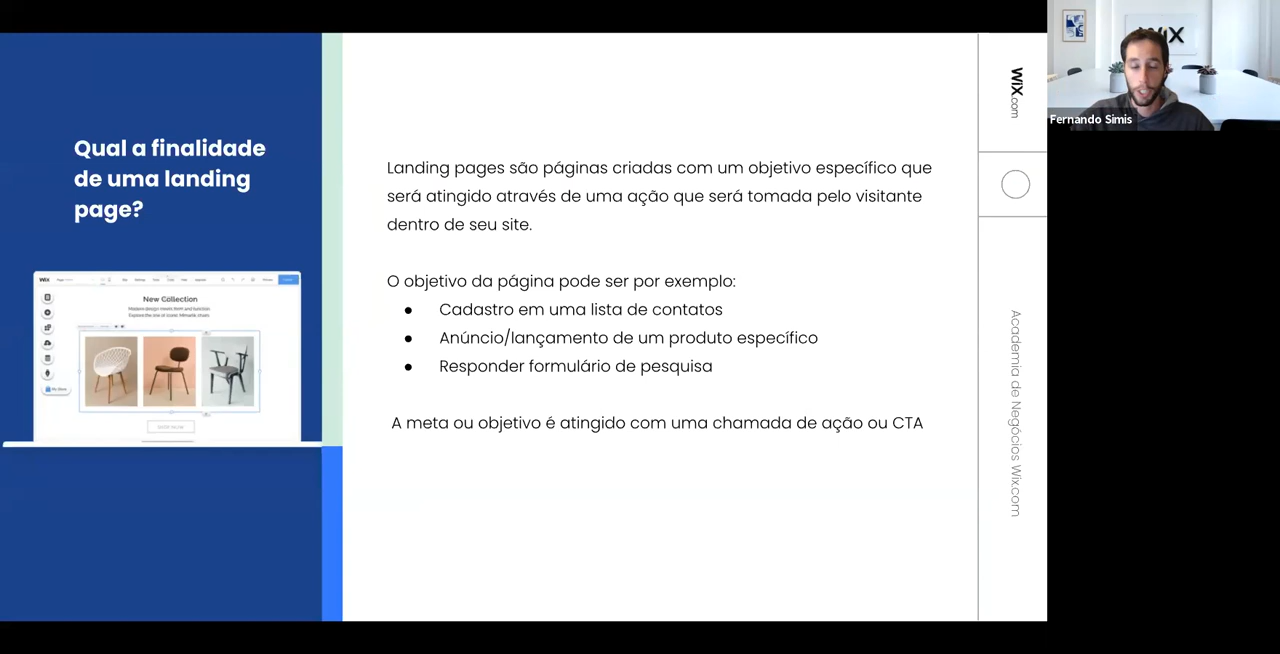 Qual a finalidade
de uma landing
page?
WiX
New Collection
Landing pages são páginas criadas com um objetivo específico que
será atingido através de uma ação que será tomada pelo visitante
dentro de seu site.
O objetivo da página pode ser por exemplo:
● Cadastro em uma lista de contatos
● Anúncio/lançamento de um produto específico
● Responder formulário de pesquisa
A meta ou objetivo é atingido com uma chamada de ação ou CTA
WiX.com
Academia de Negócios Wix.com
WiX
Fernando Simis